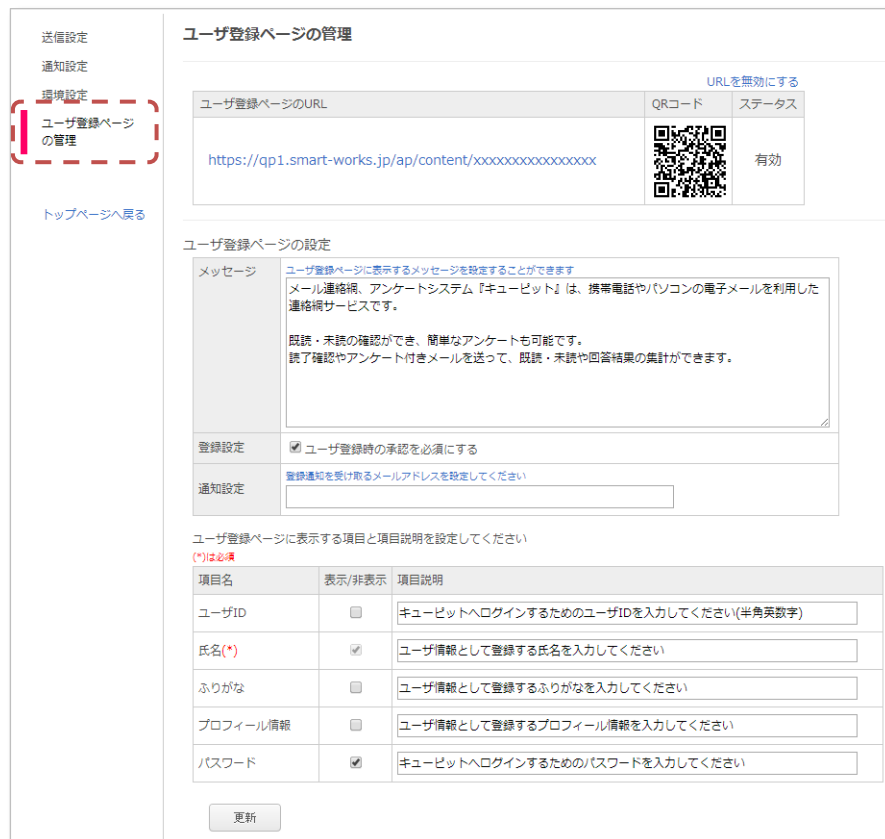 送信設定
通知設定
環境設定
ユーザ登録ページ
の管理
トップページへ戻る
ユーザ登録ページの管理
URLを無効にする
ユーザ登録ページのURL QRコード ステータス
https://qp1.smart-works.jp/ap/content/xxxxxxxxxxxxxxxx 有効
ユーザ登録ページの設定
メッセージ ユーザ登録ページに表示するメッセージを設定することができます
メール連絡網、アンケートシステム『キューピット』は、携帯電話やパソコンの電子メールを利用した
連絡網サービスです。
既読・未読の確認ができ、簡単なアンケートも可能です。
読了確認やアンケート付きメールを送って、既読・未読や回答結果の集計ができます。
登録設定 ユーザ登録時の承認を必須にする
通知設定 登録通知を受け取るメールアドレスを設定してください
ユーザ登録ページに表示する項目と項目説明を設定してください
(*)は必須
項目名 表示/非表示 項目説明
ユーザID キューピットへログインするためのユーザIDを入力してください(半角英数字)
氏名(*) ユーザ情報として登録する氏名を入力してください
ふりがな ユーザ情報として登録するふりがなを入力してください
プロフィール情報 ユーザ情報として登録するプロフィール情報を入力してください
パスワード キューピットへログインするためのパスワードを入力してください
更新